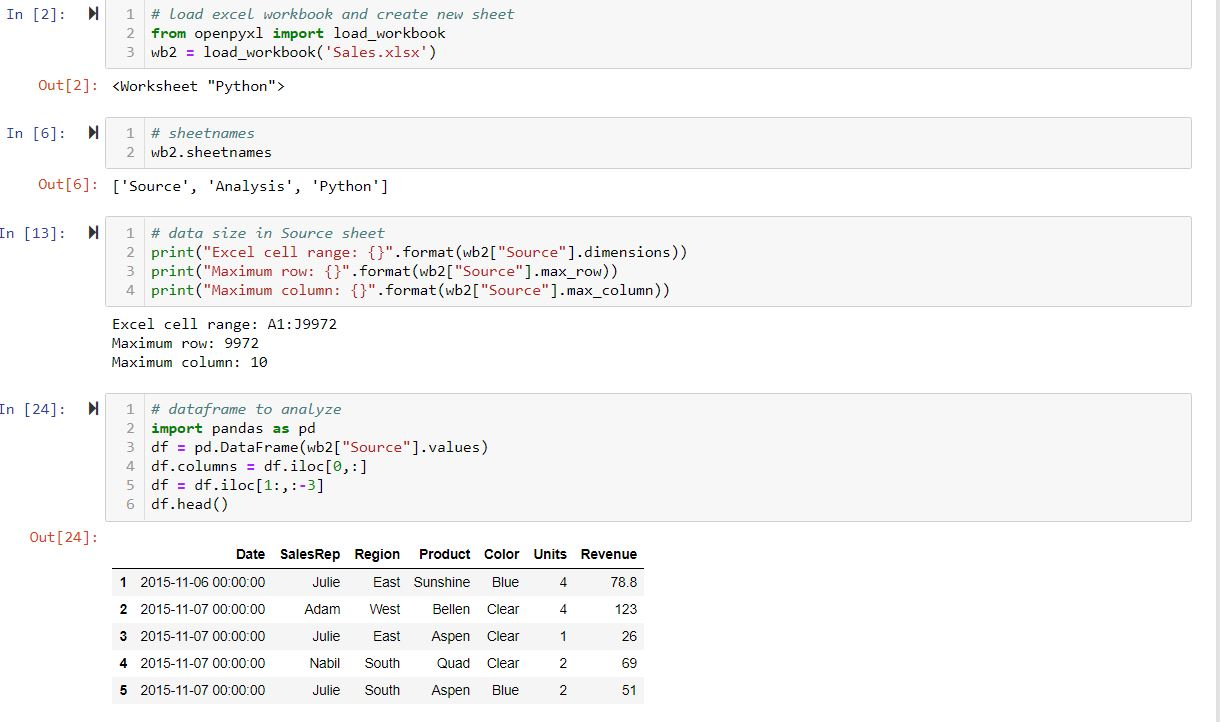 In [2]:
1 # load excel workbook and create new sheet
2 from openpyxl import load_workbook
3 wb2 = load_workbook('Sales.xlsx')
Out[2]: <Worksheet "Python">
In [6]:
1 # sheetnames
2 wb2.sheetnames
Out[6]: ['Source', 'Analysis', 'Python']
In [13]:
1 # data size in Source sheet
2 print("Excel cell range: {}".format(wb2["Source"].dimensions))
3 print("Maximum row: {}".format(wb2["Source"].max_row))
4 print("Maximum column: {}".format(wb2["Source"].max_column))
Excel cell range: A1:J9972
Maximum row: 9972
Maximum column: 10
In [24]:
1 # dataframe to analyze
2 import pandas as pd
3 df = pd.DataFrame(wb2["Source"].values)
4 df.columns = df.iloc[0,:]
5 df = df.iloc[1:,:-3]
6 df.head()
Out[24]:
Date SalesRep Region Product Color Units Revenue
1 2015-11-06 00:00:00 Julie East Sunshine Blue 4 78.8
2 2015-11-07 00:00:00 Adam West Bellen Clear 4 123
3 2015-11-07 00:00:00 Julie East Aspen Clear 1 26
4 2015-11-07 00:00:00 Nabil South Quad Clear 2 69
5 2015-11-07 00:00:00 Julie South Aspen Blue 2 51